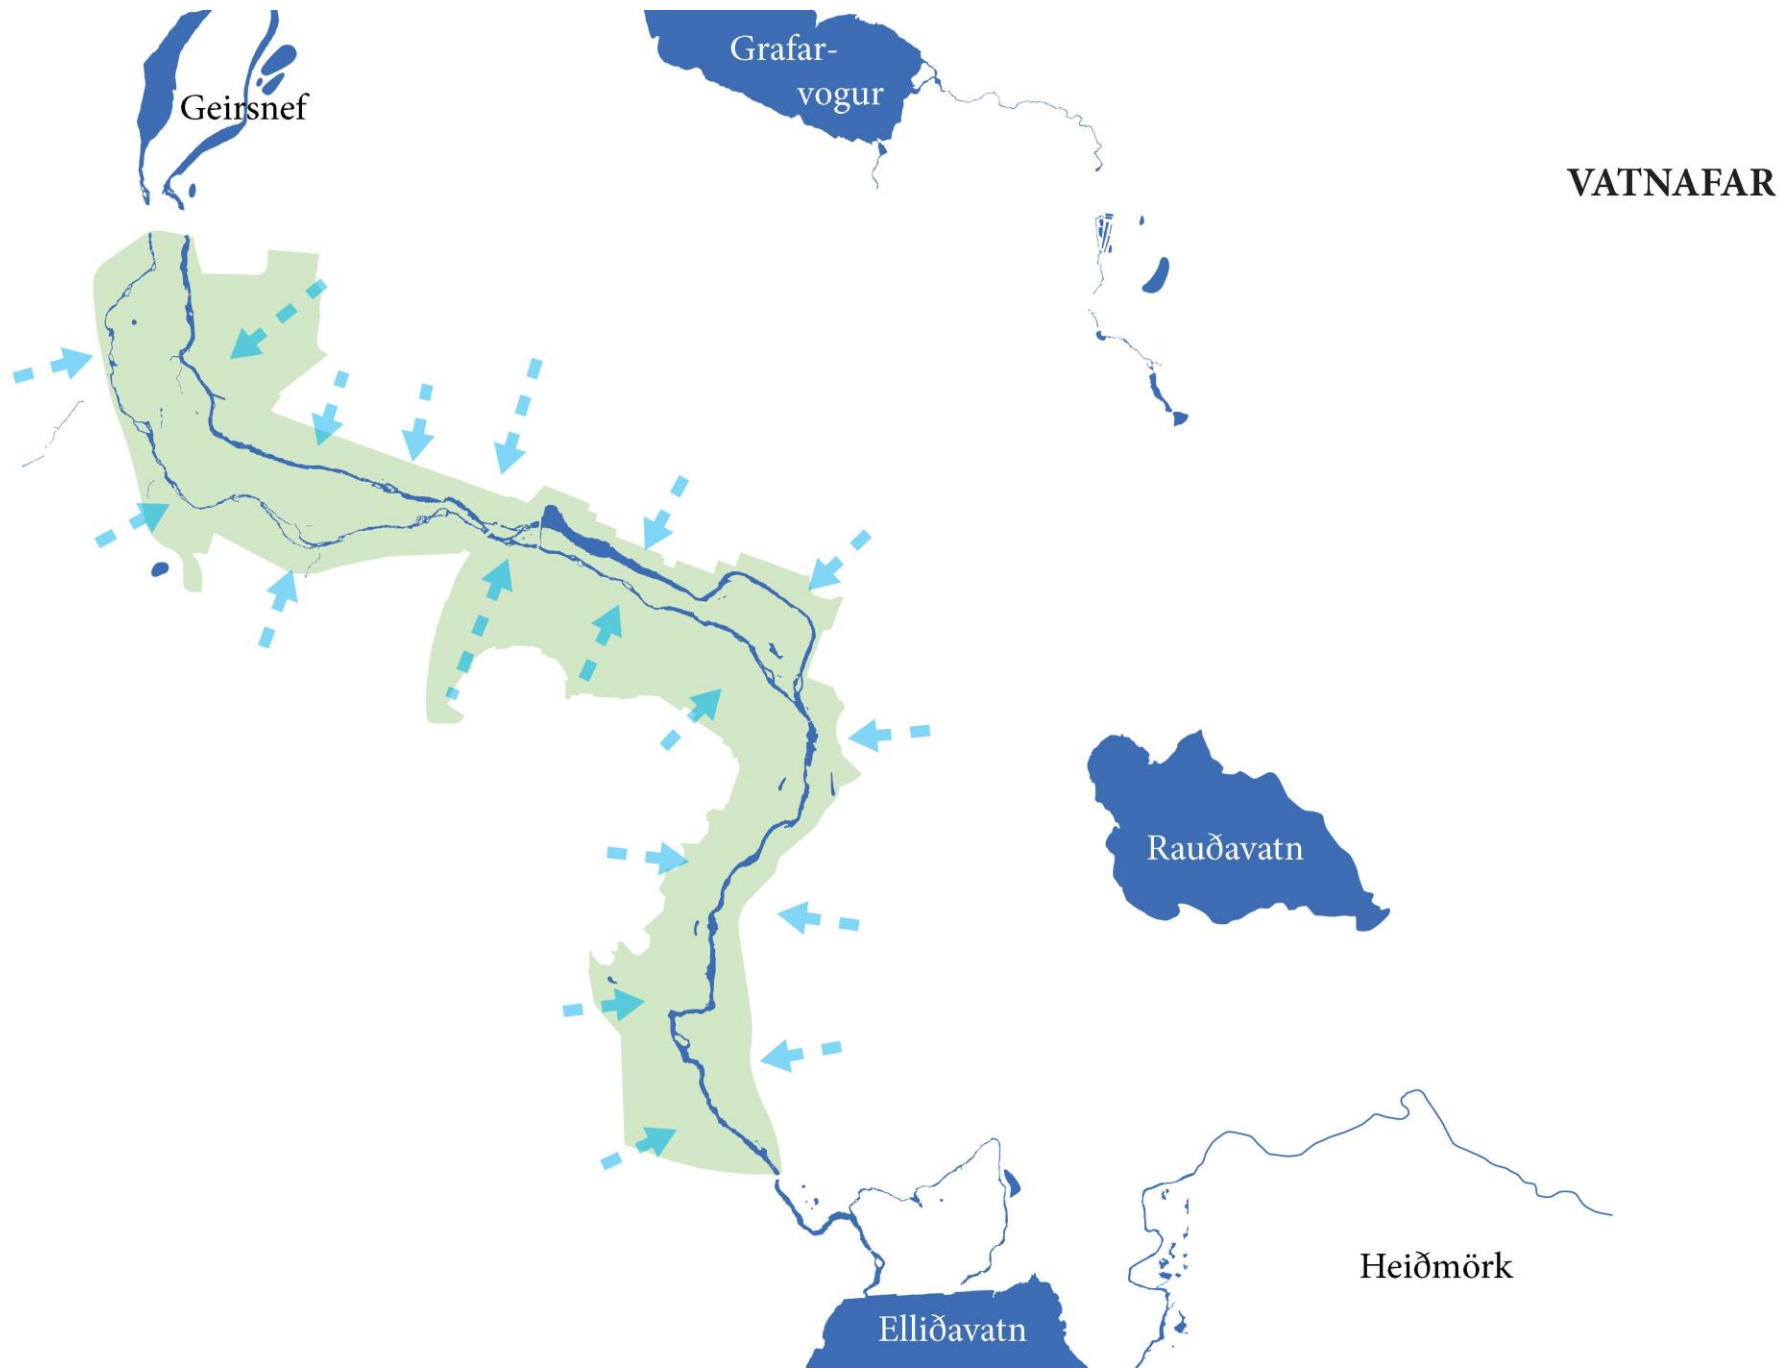 Grafar-
vogur
Geirsnef
VATNAFAR
Rauðavatn
Heiðmörk
Elliðavatn